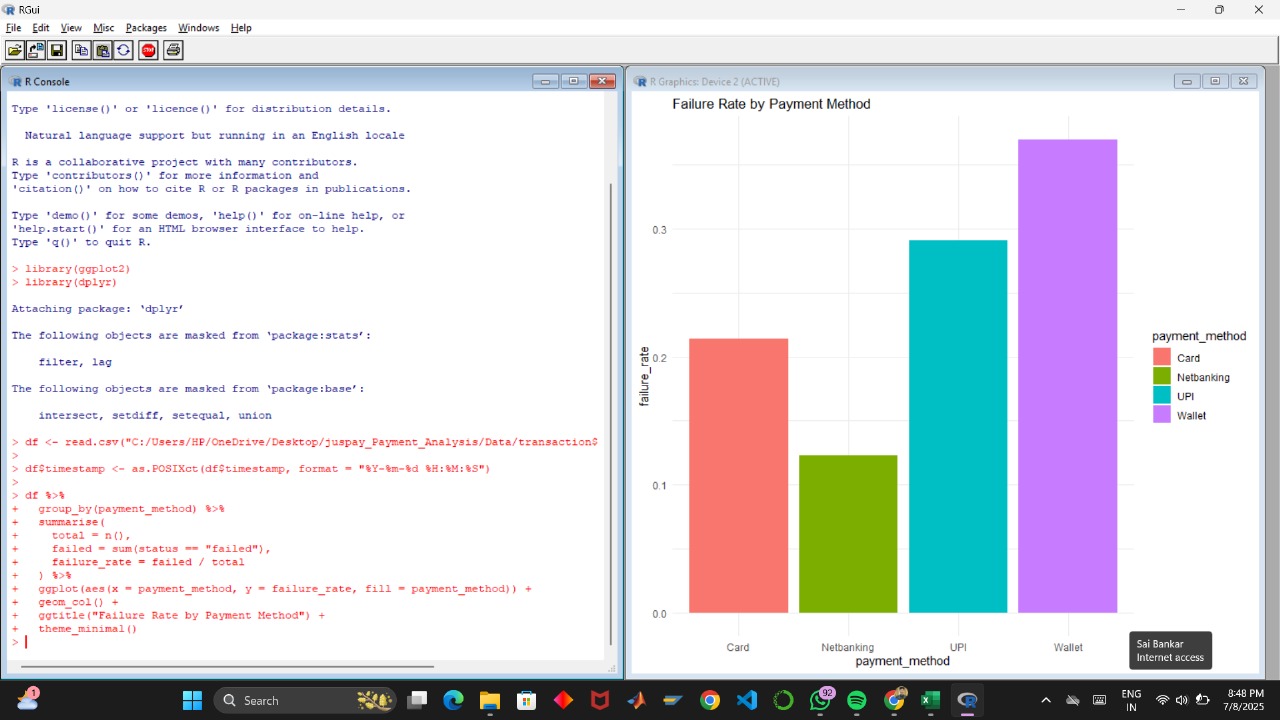 RGui
File Edit View Misc Packages Windows Help
R Console
Type 'license()' or 'licence()' for distribution details.
Natural language support but running in an English locale
R is a collaborative project with many contributors.
Type 'contributors()' for more information and
'citation()' on how to cite R or R packages in publications.
Type 'demo()' for some demos, 'help()' for on-line help, or
'help.start()' for an HTML browser interface to help.
Type 'q()' to quit R.
> library(ggplot2)
> library(dplyr)
Attaching package: ‘dplyr’
The following objects are masked from ‘package:stats’:
filter, lag
The following objects are masked from ‘package:base’:
intersect, setdiff, setequal, union
> df <- read.csv("C:/Users/HP/OneDrive/Desktop/juspay_Payment_Analysis/Data/transaction$
>
> df$timestamp <- as.POSIXct(df$timestamp, format = "%Y-%m-%d %H:%M:%S")
>
> df %>%
+ group_by(payment_method) %>%
+ summarise(
+ total = n(),
+ failed = sum(status == "failed"),
+ failure_rate = failed / total
+ ) %>%
+ ggplot(aes(x = payment_method, y = failure_rate, fill = payment_method)) +
+ geom_col() +
+ ggtitle("Failure Rate by Payment Method") +
+ theme_minimal()
>
R Graphics: Device 2 (ACTIVE)
Failure Rate by Payment Method
failure_rate
0.3
0.2
0.1
0.0
Card Netbanking UPI Wallet
payment_method
payment_method
Card
Netbanking
UPI
Wallet
Sai Bankar
Internet access
1
Search
92
ENG
IN
8:48 PM
7/8/2025